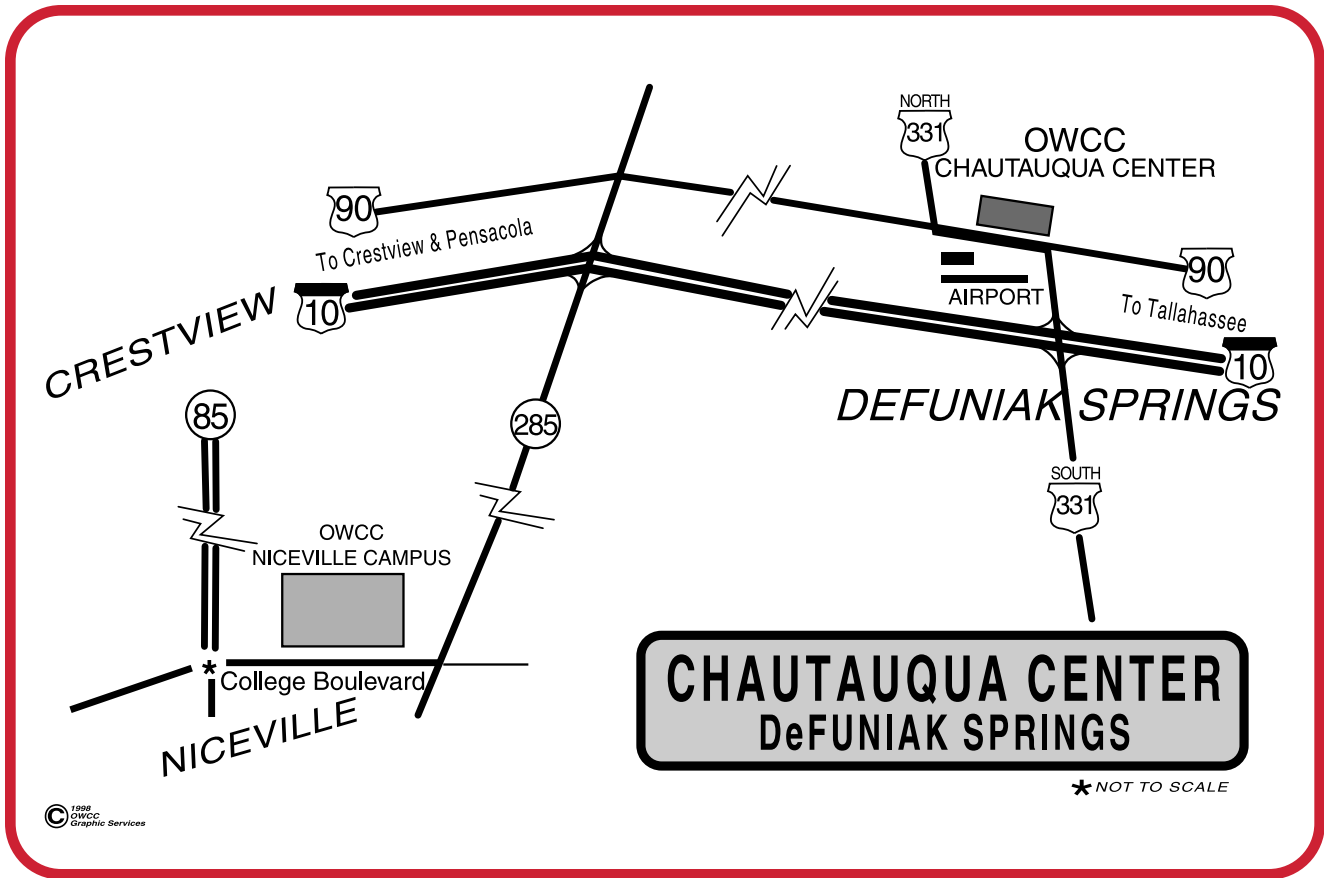 NORTH
331
OWCC
CHAUTAUQUA CENTER
90
To Crestview & Pensacola
90
10
AIRPORT
To Tallahassee
CRESTVIEW
10
DEFUNIAK SPRINGS
85
285
SOUTH
331
OWCC
NICEVILLE CAMPUS
* College Boulevard
NICEVILLE
CHAUTAUQUA CENTER
DeFUNIAK SPRINGS
* NOT TO SCALE
© 1998
OWCC
Graphic Services